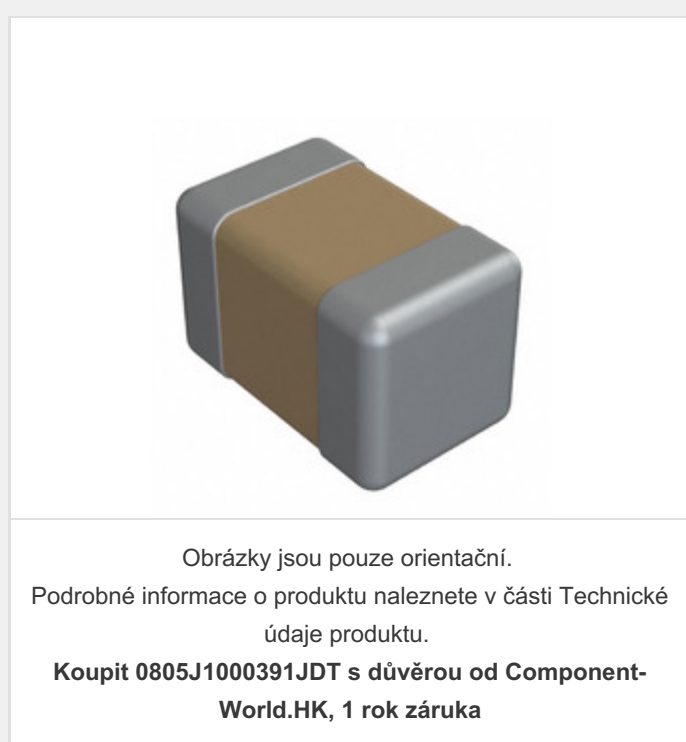 Obrázky jsou pouze orientační.
Podrobné informace o produktu naleznete v části Technické
údaje produktu.
Koupit 0805J1000391JDT s důvěrou od Component-
World.HK, 1 rok záruka